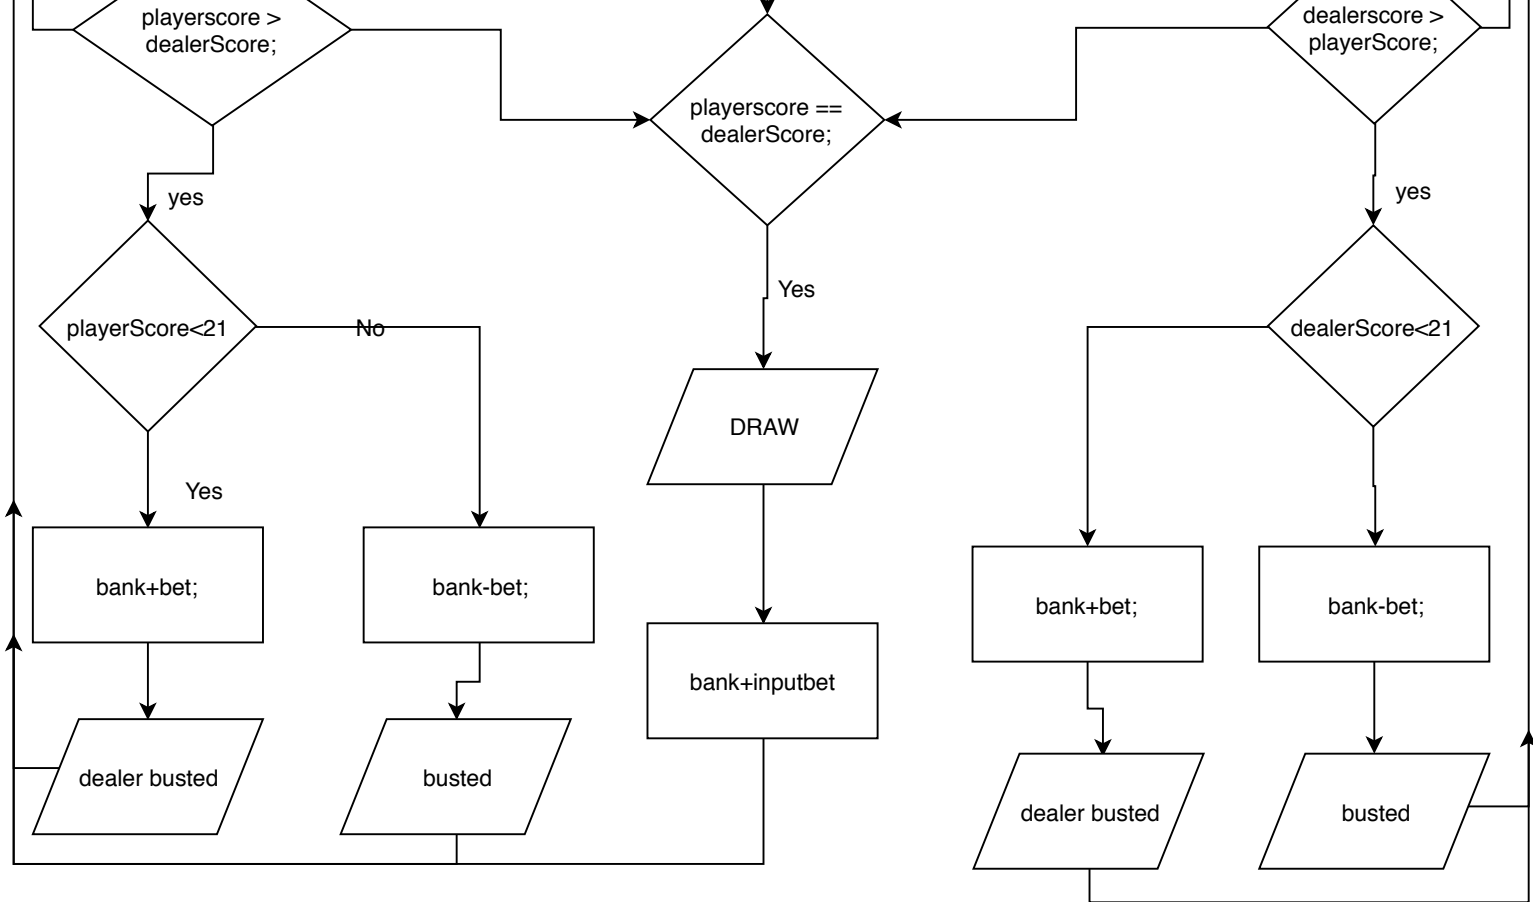 playerscore >
dealerScore;
dealerscore >
playerScore;
playerscore ==
dealerScore;
yes
yes
Yes
playerScore<21
No
dealerScore<21
DRAW
Yes
bank+bet;
bank-bet;
bank+bet;
bank-bet;
bank+inputbet
dealer busted
busted
dealer busted
busted